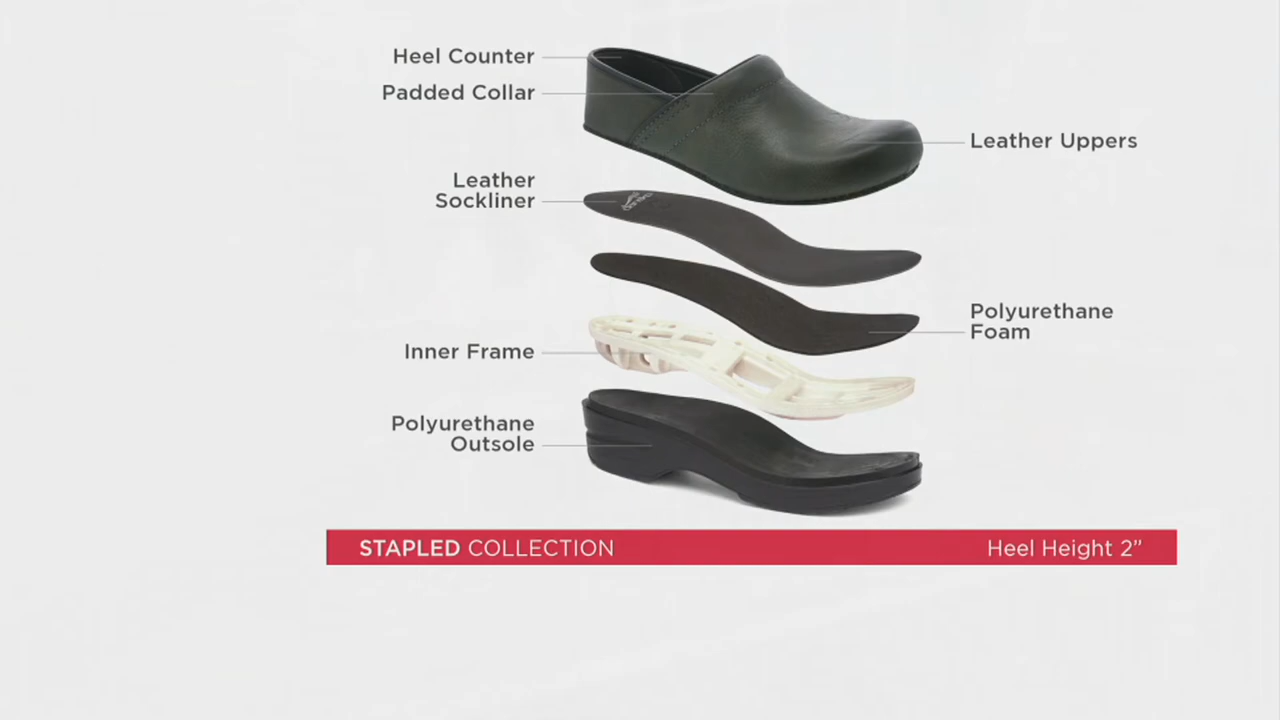 Heel Counter
Padded Collar
Leather Uppers
Leather
Sockliner
Polyurethane
Foam
Inner Frame
Polyurethane
Outsole
STAPLED COLLECTION
Heel Height 2”